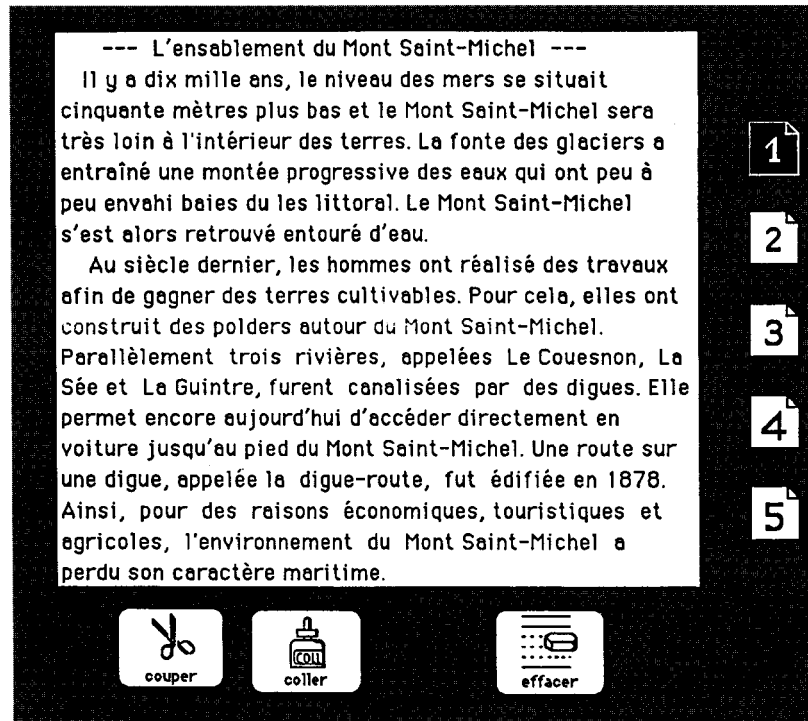 --- L'ensablement du Mont Saint-Michel ---
Il y a dix mille ans, le niveau des mers se situait
cinquante mètres plus bas et le Mont Saint-Michel sera
très loin à l'intérieur des terres. La fonte des glaciers a
entraîné une montée progressive des eaux qui ont peu à
peu envahi baies du les littoral. Le Mont Saint-Michel
s'est alors retrouvé entouré d'eau.
Au siècle dernier, les hommes ont réalisé des travaux
afin de gagner des terres cultivables. Pour cela, elles ont
construit des polders autour du Mont Saint-Michel.
Parallèlement trois rivières, appelées Le Couesnon, La
Sée et La Guintre, furent canalisées par des digues. Elle
permet encore aujourd'hui d'accéder directement en
voiture jusqu'au pied du Mont Saint-Michel. Une route sur
une digue, appelée la digue-route, fut édifiée en 1878.
Ainsi, pour des raisons économiques, touristiques et
agricoles, l'environnement du Mont Saint-Michel a
perdu son caractère maritime.
1
2
3
4
5
COLL
couper
coller
effacer